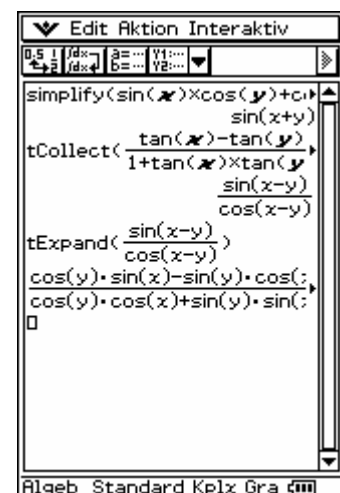 Edit Aktion Interaktiv
simplify(sin(x)×cos(y)+c
sin(x+y)
tCollect( tan(x)-tan(y) / 1+tan(x)×tan(y
sin(x-y) / cos(x-y)
tExpand( sin(x-y) / cos(x-y) )
cos(y)·sin(x)-sin(y)·cos( / cos(y)·cos(x)+sin(y)·sin(
Algeb Standard Kplx Gra